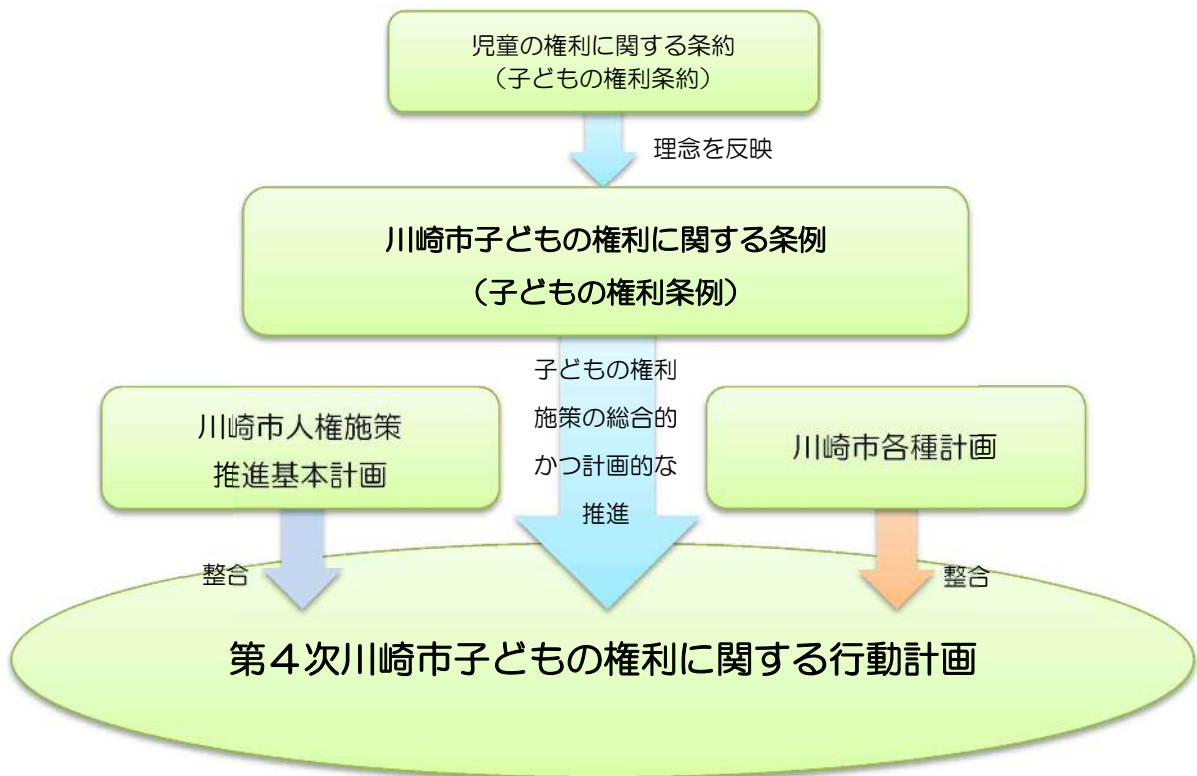 児童の権利に関する条約
（子どもの権利条約）
理念を反映
川崎市子どもの権利に関する条例
（子どもの権利条例）
子どもの権利
施策の総合的
かつ計画的な
推進
川崎市人権施策
推進基本計画
川崎市各種計画
整合
整合
第４次川崎市子どもの権利に関する行動計画